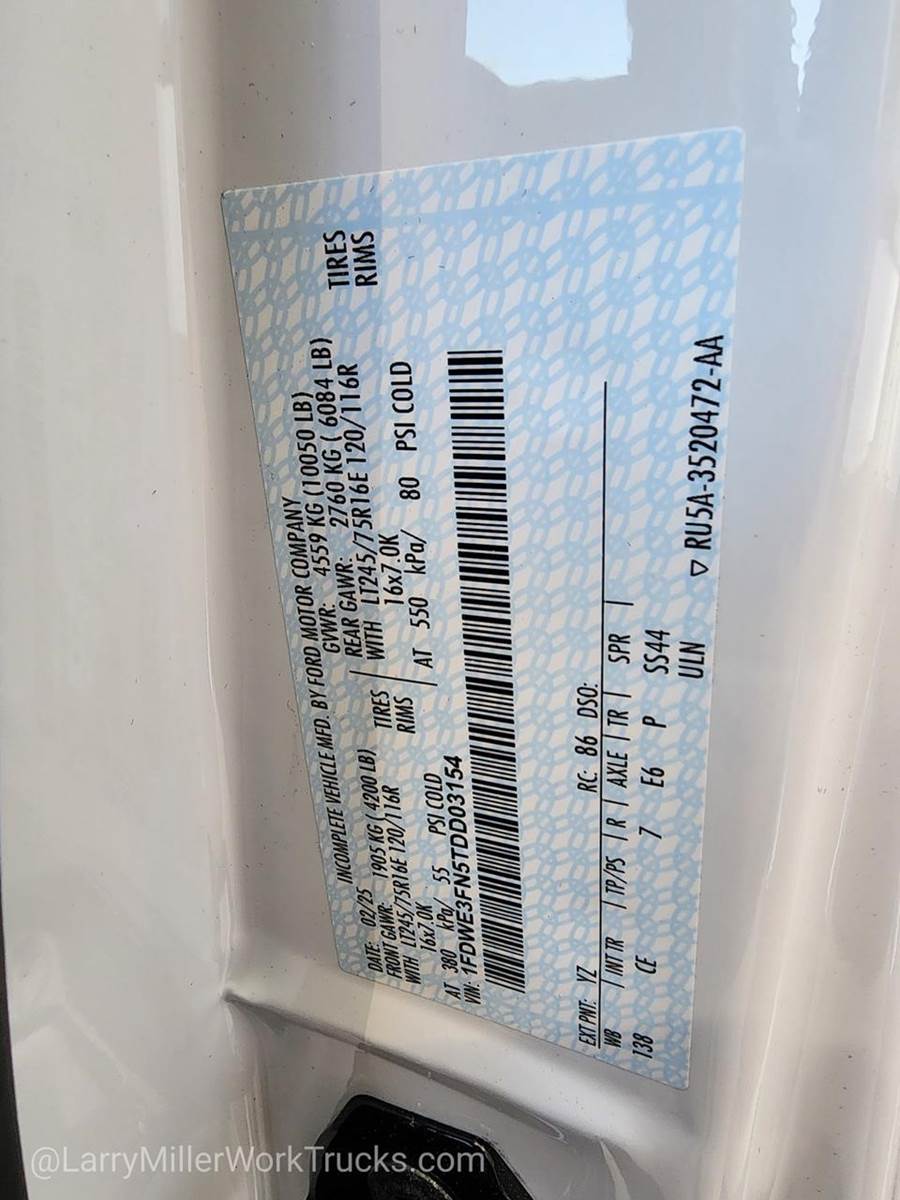 INCOMPLETE VEHICLE MFD. BY FORD MOTOR COMPANY
DATE: 02/25 GVWR: 4559 KG (10050 LB)
FRONT GAWR: 1905 KG ( 4200 LB) REAR GAWR: 2760 KG ( 6084 LB)
WITH LT245/75R16E 120/116R TIRES WITH LT245/75R16E 120/116R TIRES
16x7.0K RIMS 16x7.0K RIMS
AT 380 kPa/ 55 PSI COLD AT 550 kPa/ 80 PSI COLD
VIN: 1FDWE3FN5TDD03154
EXT PNT: YZ RC: 86 DSO:
WB | INT TR | TP/PS | R | AXLE | TR | SPR |
138 CE 7 E6 P SS44
ULN
▽ RU5A-3520472-AA
@LarryMillerWorkTrucks.com